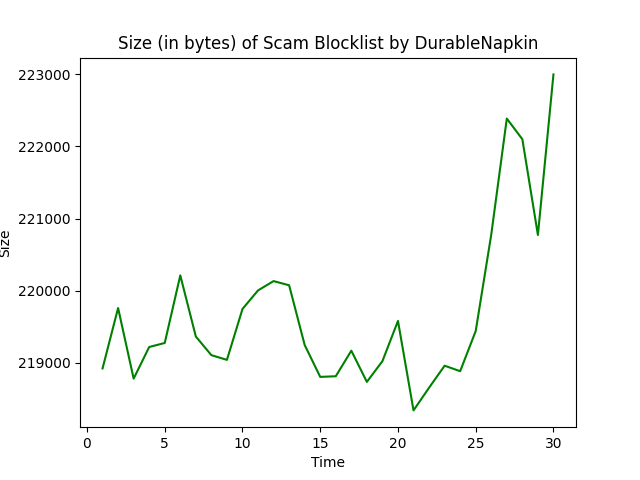 Size (in bytes) of Scam Blocklist by DurableNapkin
223000
222000
221000
220000
219000
Size
0 5 10 15 20 25 30
Time